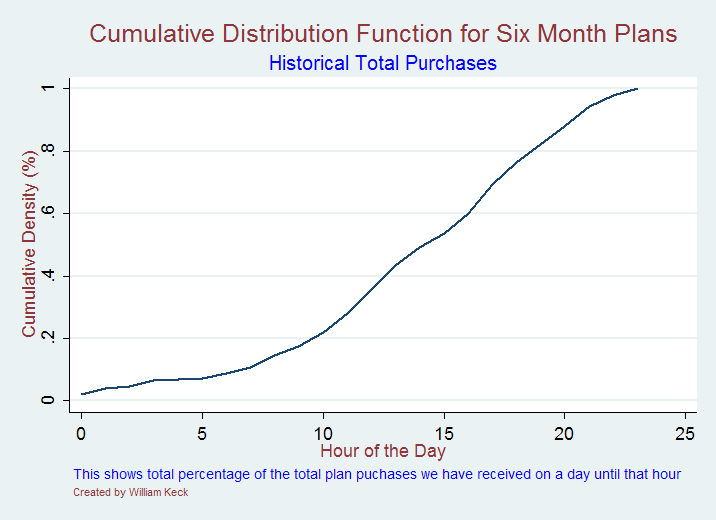 Cumulative Distribution Function for Six Month Plans
Historical Total Purchases
Cumulative Density (%)
1
.8
.6
.4
.2
0
0 5 10 15 20 25
Hour of the Day
This shows total percentage of the total plan puchases we have received on a day until that hour
Created by William Keck